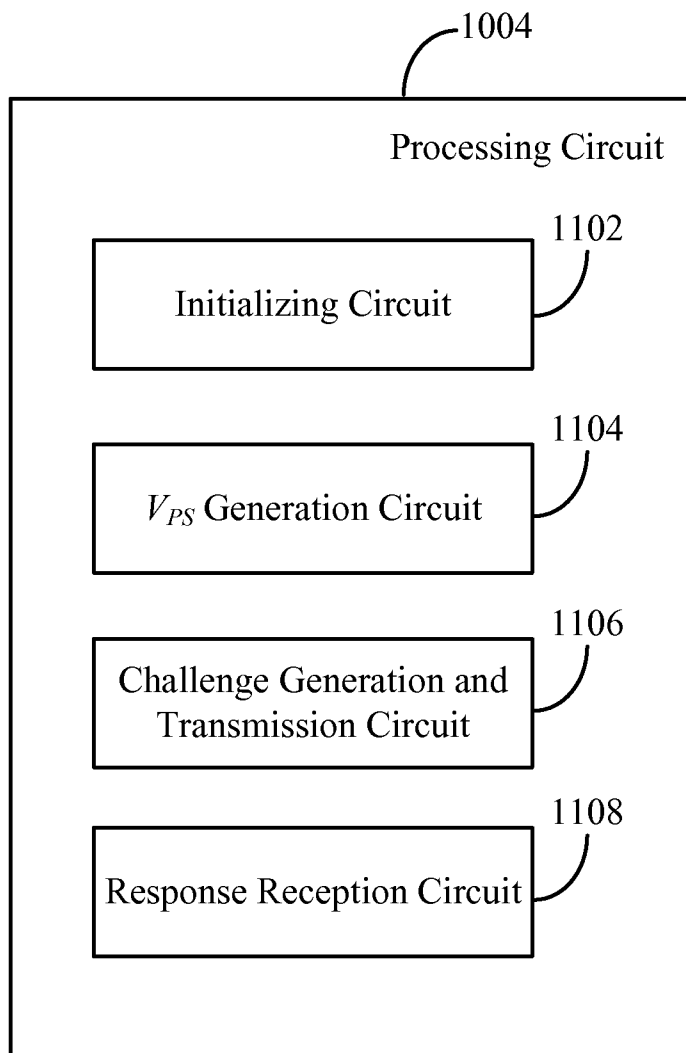 1004
Processing Circuit
1102
Initializing Circuit
1104
V_PS Generation Circuit
1106
Challenge Generation and
Transmission Circuit
1108
Response Reception Circuit